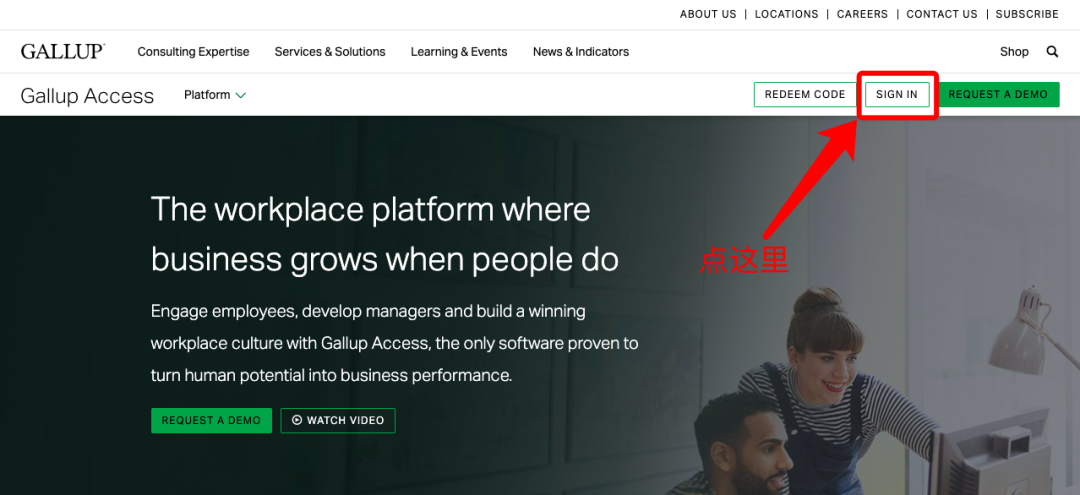 ABOUT US | LOCATIONS | CAREERS | CONTACT US | SUBSCRIBE
GALLUP Consulting Expertise Services & Solutions Learning & Events News & Indicators Shop
Gallup Access Platform REDEEM CODE SIGN IN REQUEST A DEMO
The workplace platform where
business grows when people do
点这里
Engage employees, develop managers and build a winning
workplace culture with Gallup Access, the only software proven to
turn human potential into business performance.
REQUEST A DEMO WATCH VIDEO